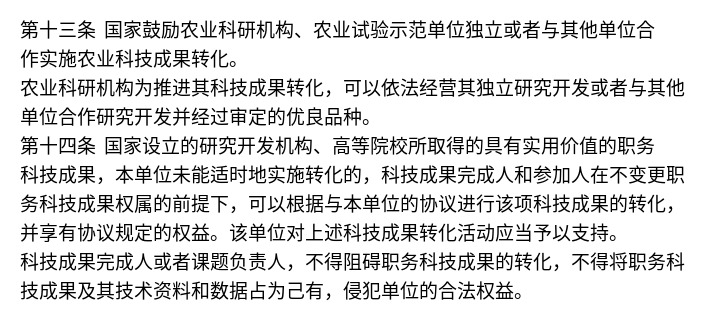 第十三条 国家鼓励农业科研机构、农业试验示范单位独立或者与其他单位合
作实施农业科技成果转化。
农业科研机构为推进其科技成果转化，可以依法经营其独立研究开发或者与其他
单位合作研究开发并经过审定的优良品种。
第十四条 国家设立的研究开发机构、高等院校所取得的具有实用价值的职务
科技成果，本单位未能适时地实施转化的，科技成果完成人和参加人在不变更职
务科技成果权属的前提下，可以根据与本单位的协议进行该项科技成果的转化，
并享有协议规定的权益。该单位对上述科技成果转化活动应当予以支持。
科技成果完成人或者课题负责人，不得阻碍职务科技成果的转化，不得将职务科
技成果及其技术资料和数据占为己有，侵犯单位的合法权益。